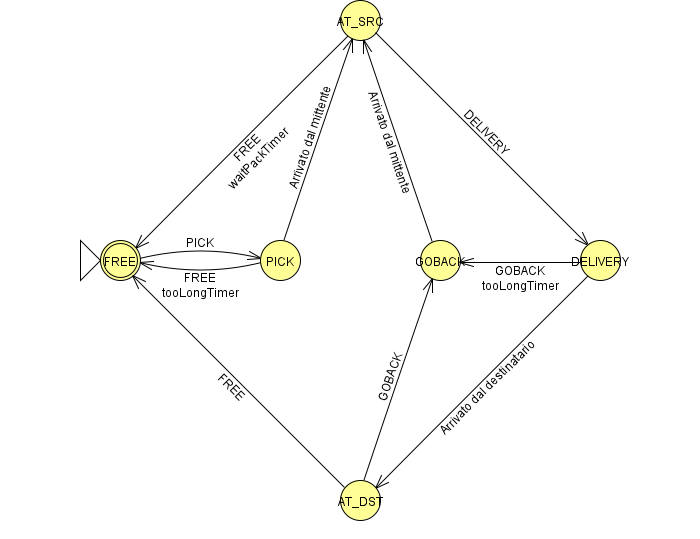 AT_SRC
FREE
waitPackTimer
Arrivato dal mittente
Arrivato dal mittente
DELIVERY
FREE
PICK
PICK
FREE
tooLongTimer
GOBACK
GOBACK
tooLongTimer
DELIVERY
FREE
GOBACK
Arrivato dal destinatario
AT_DST